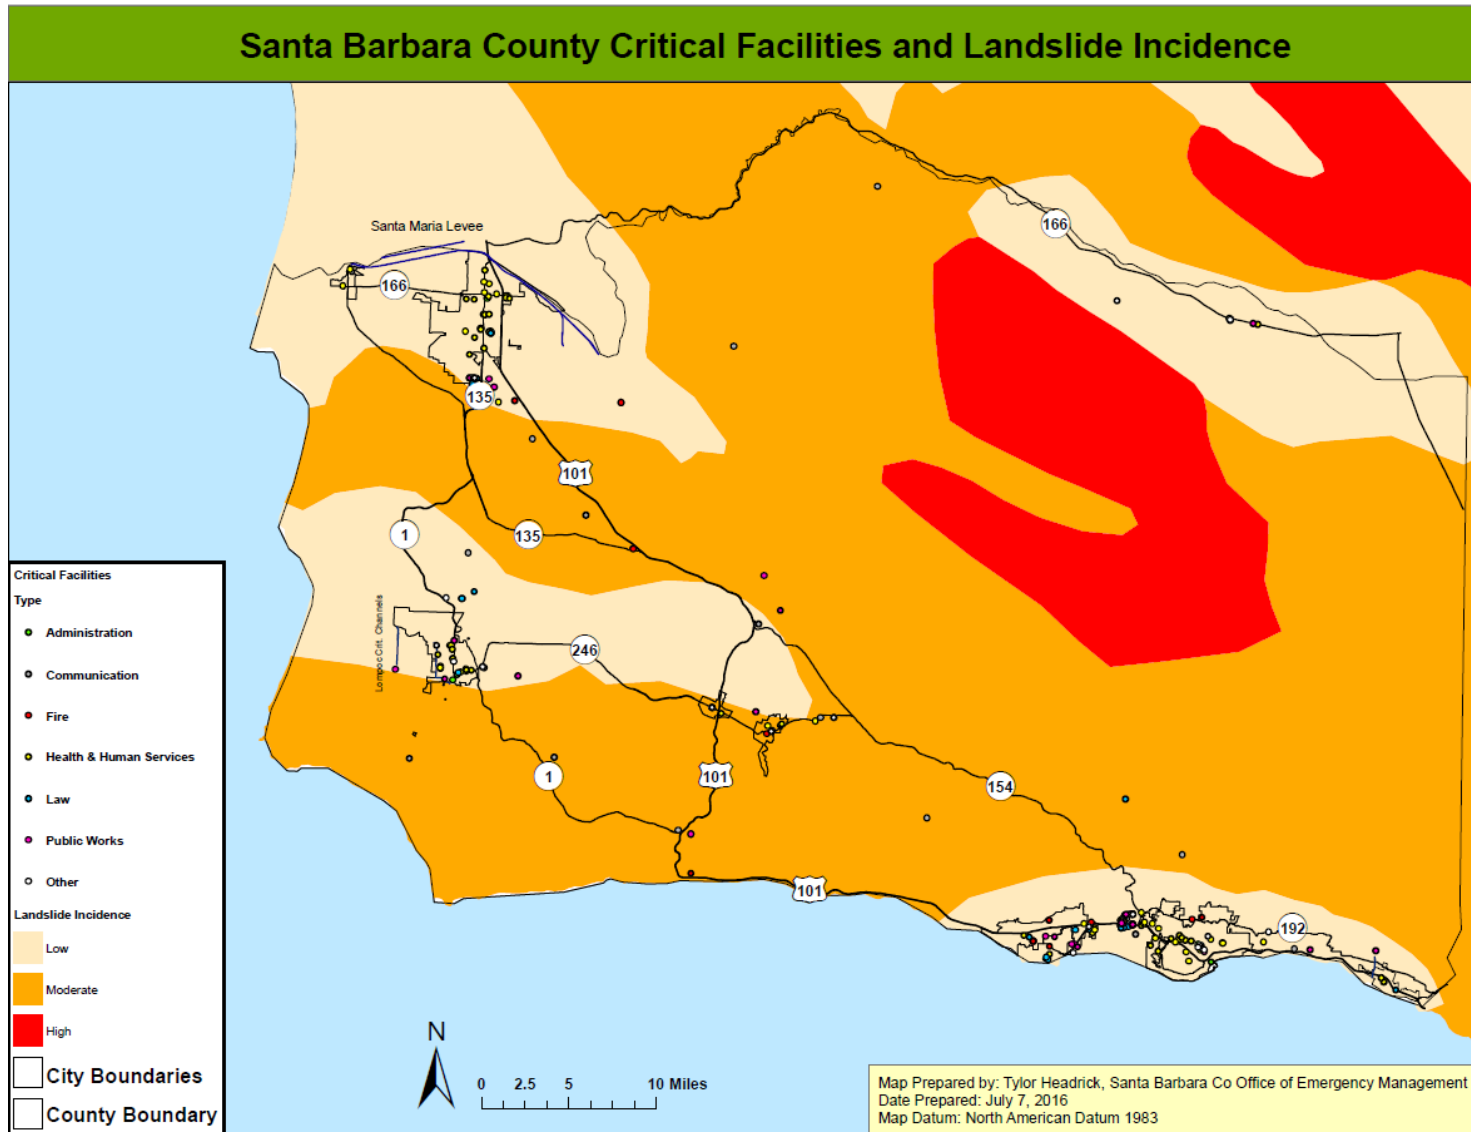 Santa Barbara County Critical Facilities and Landslide Incidence
Santa Maria Levee
166
166
135
101
1
135
Lompoc Crit. Channels
246
1
101
154
101
192
Critical Facilities
Type
Administration
Communication
Fire
Health & Human Services
Law
Public Works
Other
Landslide Incidence
Low
Moderate
High
City Boundaries
County Boundary
N
0 2.5 5 10 Miles
Map Prepared by: Tylor Headrick, Santa Barbara Co Office of Emergency Management
Date Prepared: July 7, 2016
Map Datum: North American Datum 1983